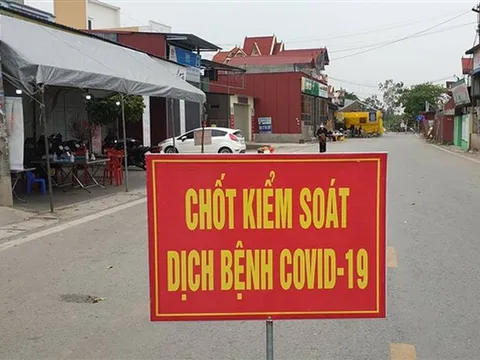 CHỐT KIỂM SOÁT
DỊCH BỆNH COVID-19